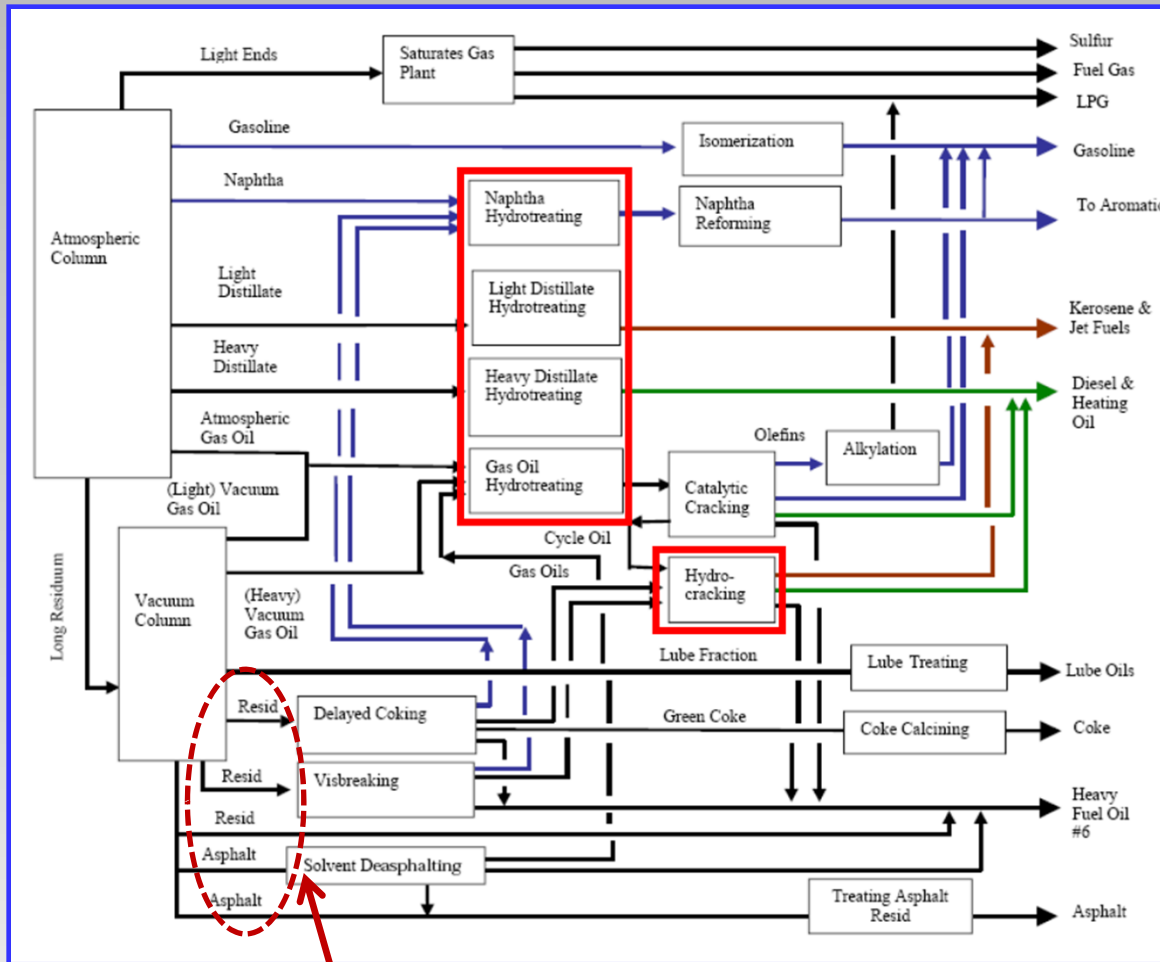 Light Ends
Saturates Gas
Plant
Sulfur
Fuel Gas
LPG
Gasoline
Isomerization
Gasoline
Naphtha
Naphtha
Hydrotreating
Naphtha
Reforming
To Aromatic
Atmospheric
Column
Light
Distillate
Light Distillate
Hydrotreating
Kerosene &
Jet Fuels
Heavy
Distillate
Heavy Distillate
Hydrotreating
Diesel &
Heating
Oil
Atmospheric
Gas Oil
Olefins
Alkylation
Gas Oil
Hydrotreating
Catalytic
Cracking
(Light) Vacuum
Gas Oil
Cycle Oil
Gas Oils
Hydro-
cracking
Long Residuum
Vacuum
Column
(Heavy)
Vacuum
Gas Oil
Lube Fraction
Lube Treating
Lube Oils
Resid
Delayed Coking
Green Coke
Coke Calcining
Coke
Resid
Visbreaking
Heavy
Fuel Oil
#6
Resid
Asphalt
Solvent Deasphalting
Asphalt
Treating Asphalt
Resid
Asphalt